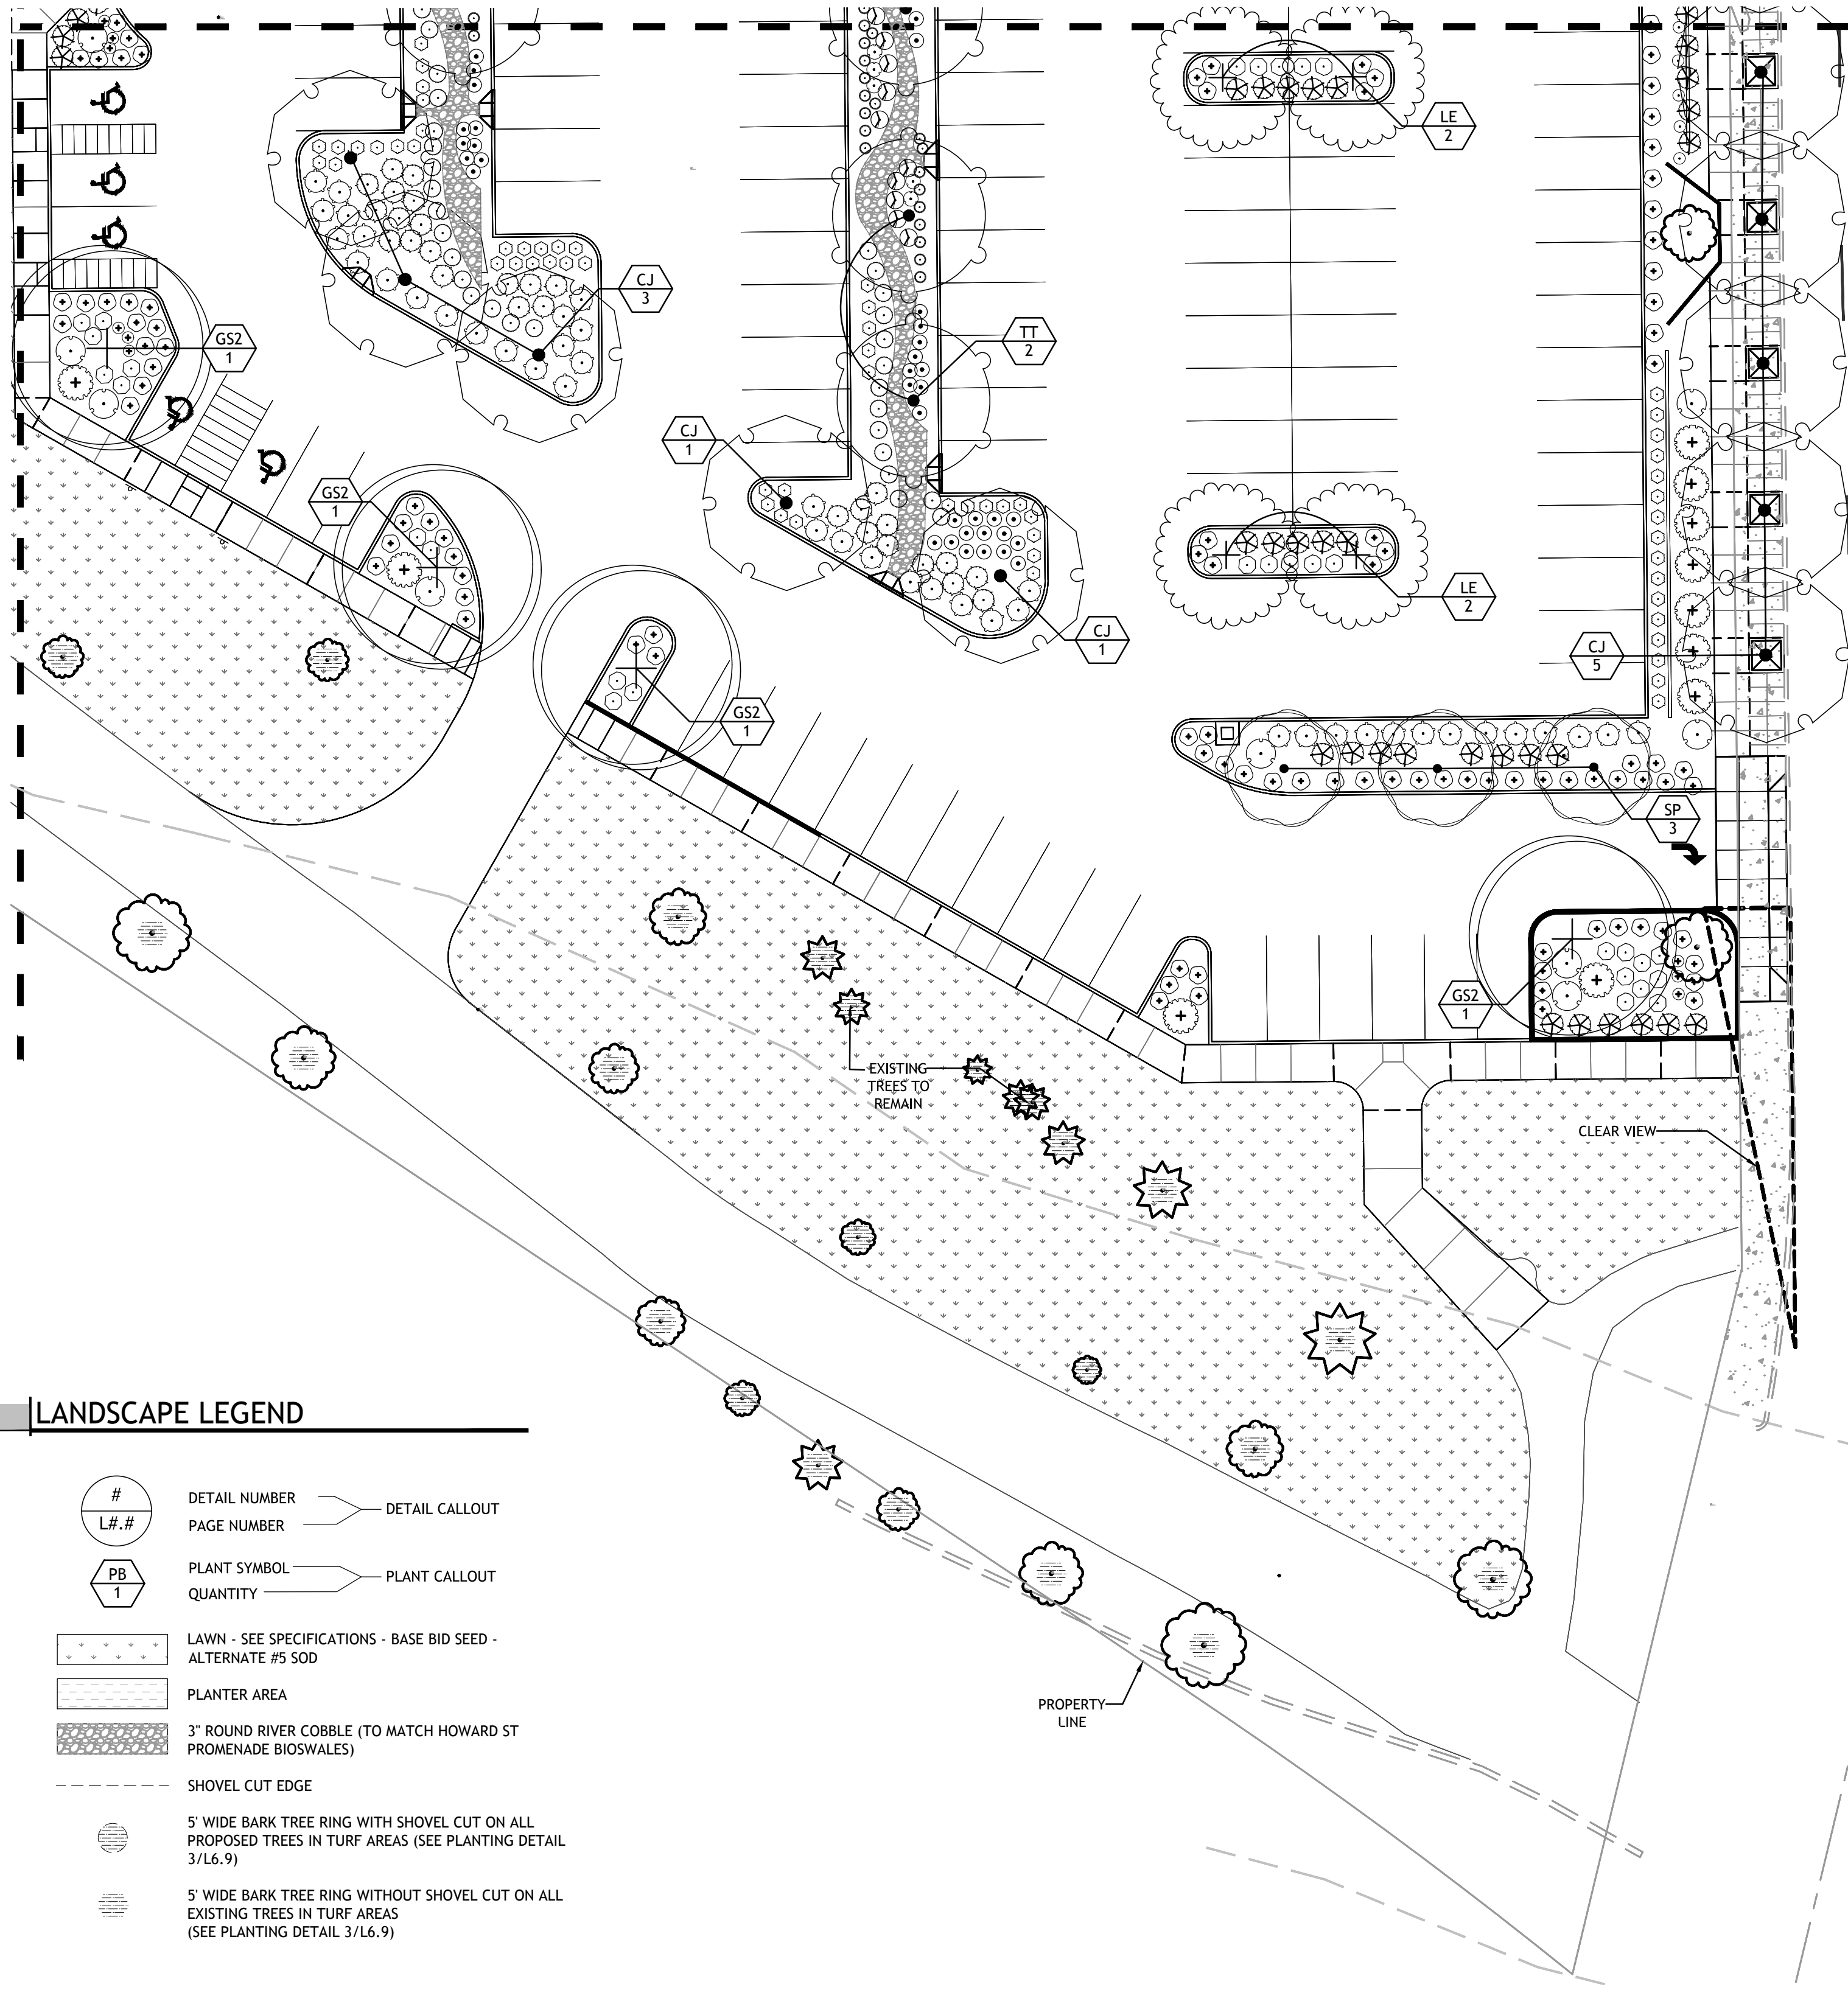 LE
2
CJ
3
GS2
1
TT
2
CJ
1
GS2
1
LE
2
CJ
1
CJ
5
GS2
1
SP
3
GS2
1
EXISTING
TREES TO
REMAIN
CLEAR VIEW
PROPERTY
LINE
LANDSCAPE LEGEND
#
L#.#
DETAIL NUMBER
PAGE NUMBER
DETAIL CALLOUT
PB
1
PLANT SYMBOL
QUANTITY
PLANT CALLOUT
LAWN - SEE SPECIFICATIONS - BASE BID SEED -
ALTERNATE #5 SOD
PLANTER AREA
3" ROUND RIVER COBBLE (TO MATCH HOWARD ST
PROMENADE BIOSWALES)
SHOVEL CUT EDGE
5' WIDE BARK TREE RING WITH SHOVEL CUT ON ALL
PROPOSED TREES IN TURF AREAS (SEE PLANTING DETAIL
3/L6.9)
5' WIDE BARK TREE RING WITHOUT SHOVEL CUT ON ALL
EXISTING TREES IN TURF AREAS
(SEE PLANTING DETAIL 3/L6.9)